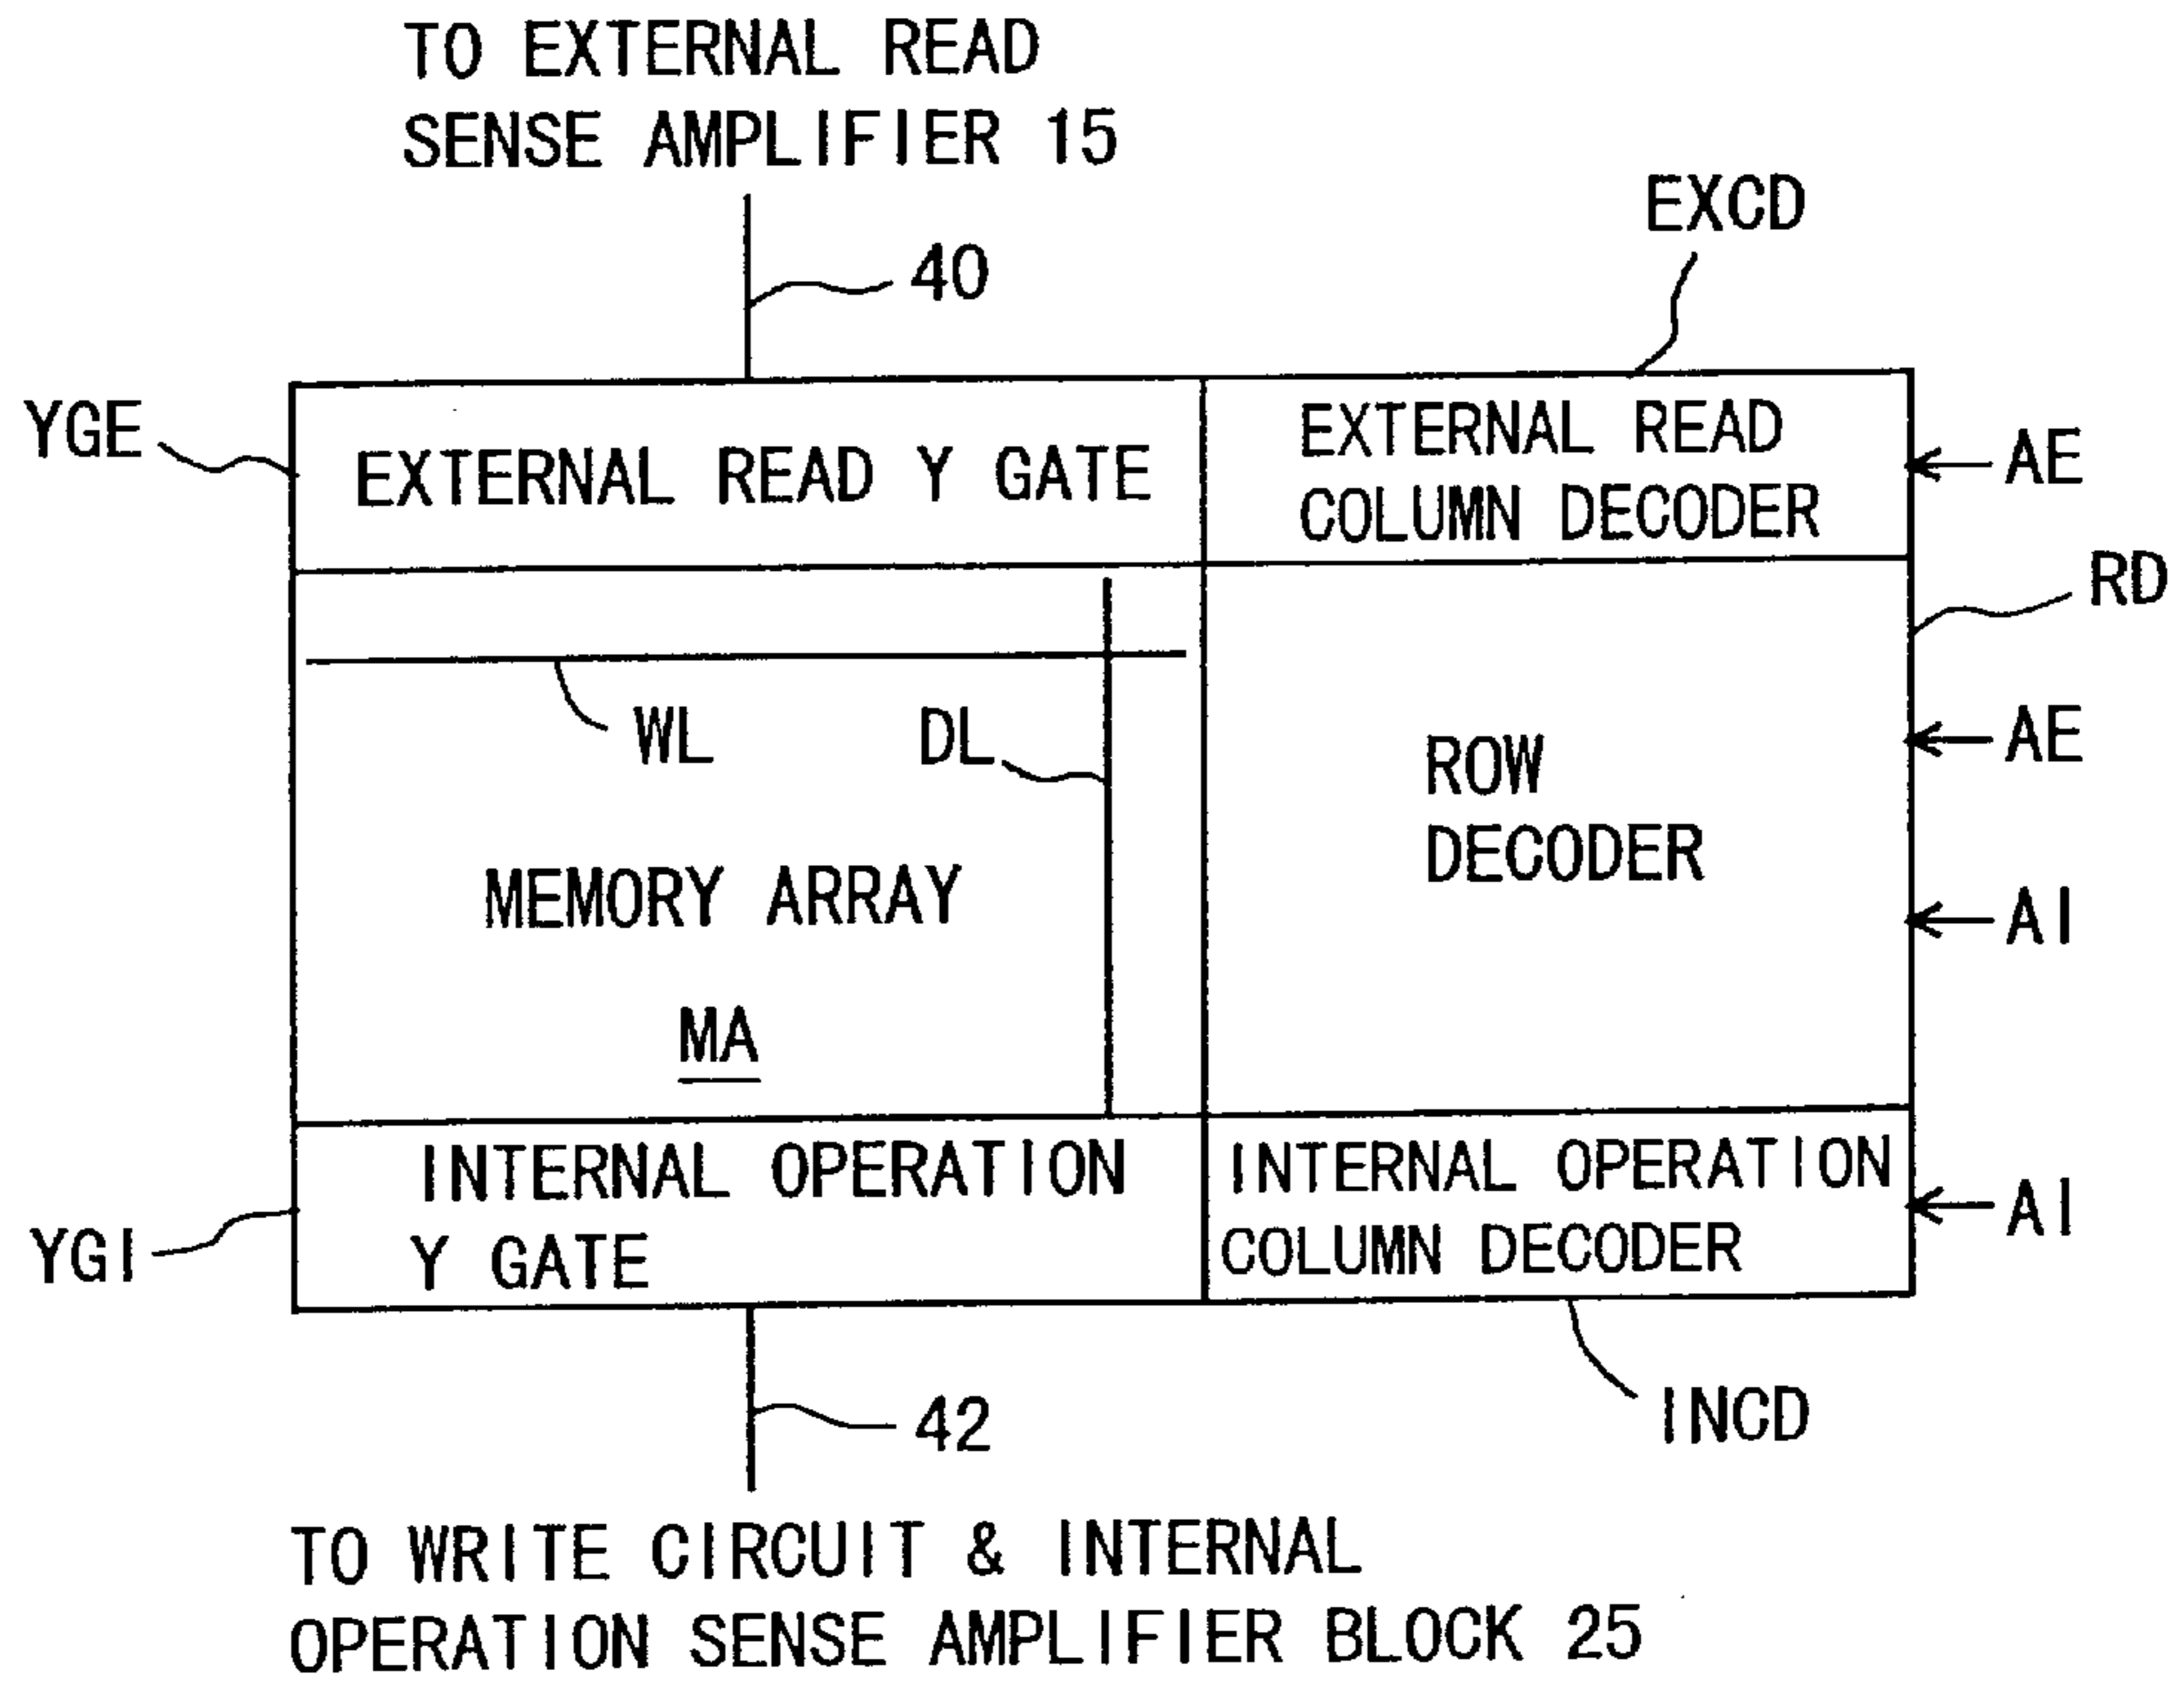 TO EXTERNAL READ
SENSE AMPLIFIER 15
EXCD
40
YGE
EXTERNAL READ Y GATE
EXTERNAL READ
COLUMN DECODER
AE
RD
WL
DL
AE
ROW
DECODER
MEMORY ARRAY
AI
MA
INTERNAL OPERATION
Y GATE
INTERNAL OPERATION
COLUMN DECODER
AI
YGI
42
INCD
TO WRITE CIRCUIT & INTERNAL
OPERATION SENSE AMPLIFIER BLOCK 25